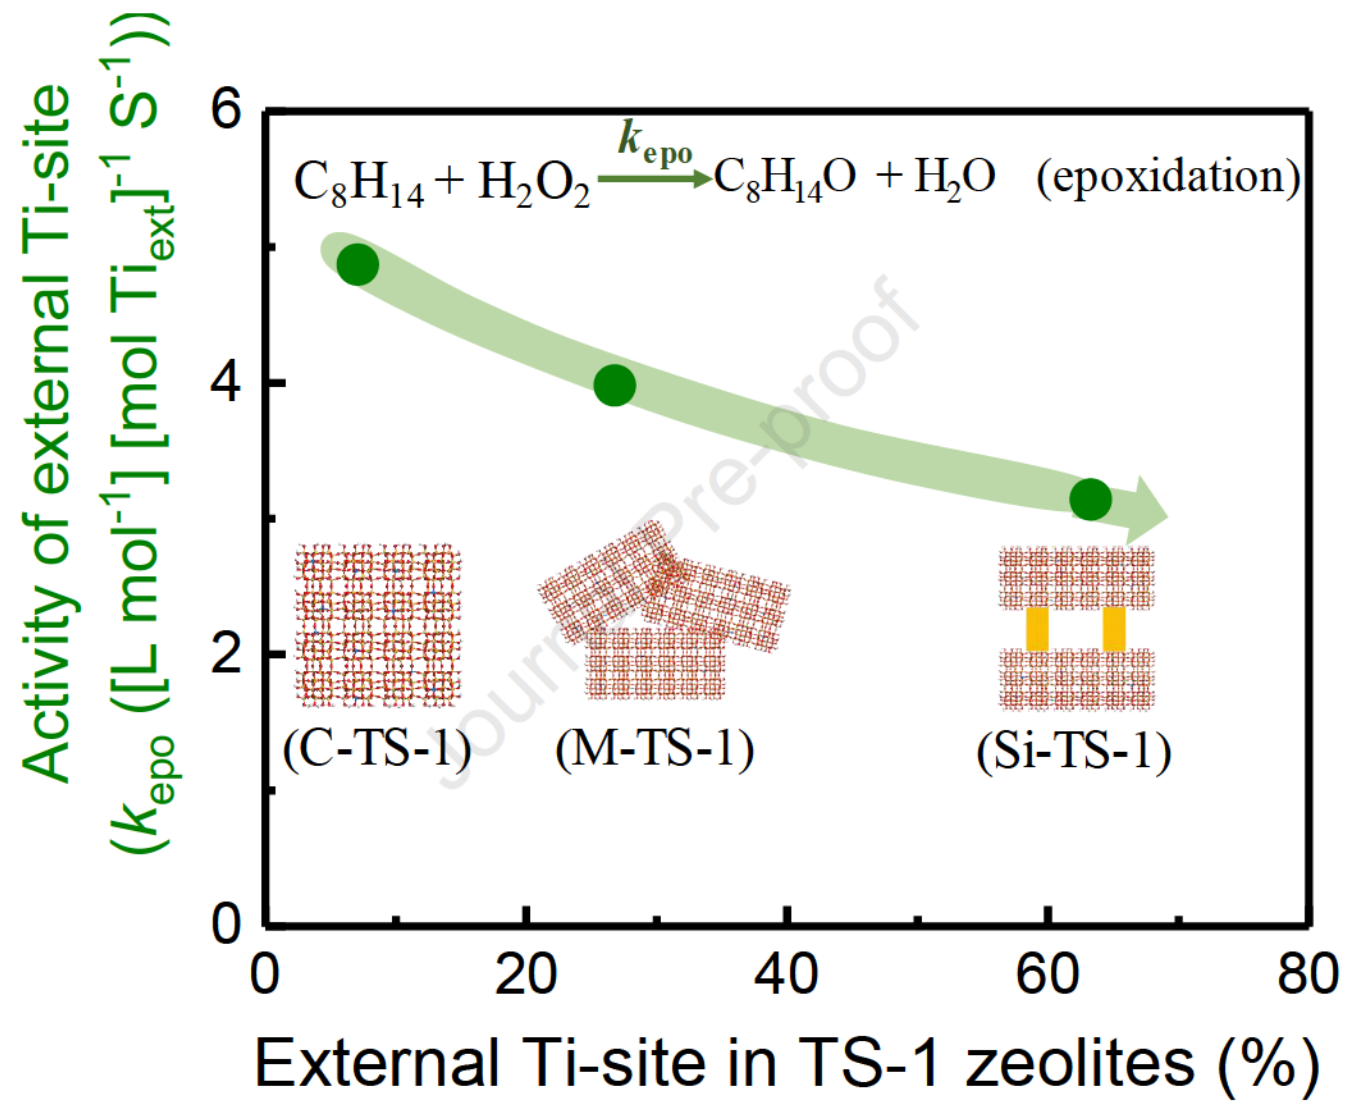 Activity of external Ti-site
(kepo ([L mol-1] [mol Tiext]-1 S-1))
6
4
2
0
C8H14 + H2O2 kepo C8H14O + H2O (epoxidation)
Journal Pre-proof
(C-TS-1) (M-TS-1) (Si-TS-1)
0 20 40 60 80
External Ti-site in TS-1 zeolites (%)